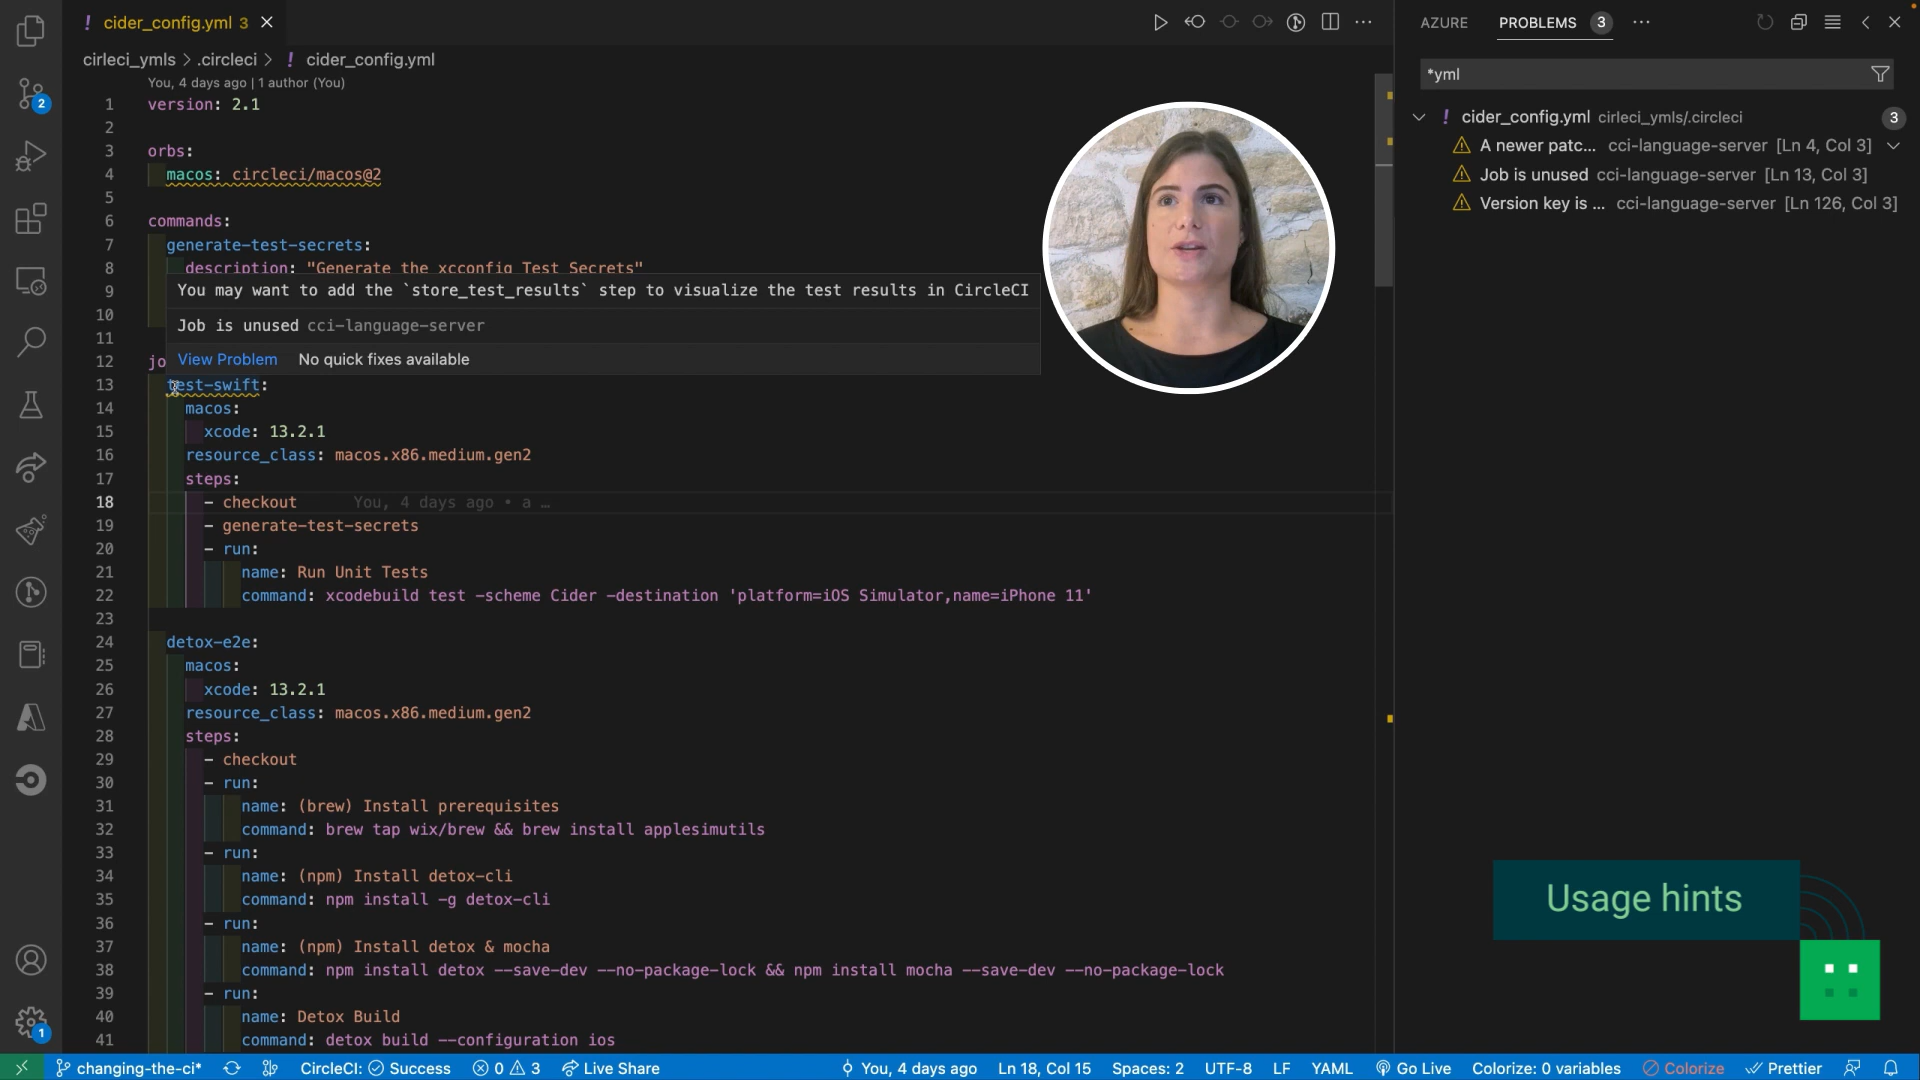 cider_config.yml 3
cirleci_ymls > .circleci > ! cider_config.yml
You, 4 days ago | 1 author (You)
1 version: 2.1
2
3 orbs:
4 macos: circleci/macos@2
5
6 commands:
7 generate-test-secrets:
8 description: "Generate the xcconfig Test Secrets"
9 You may want to add the `store_test_results` step to visualize the test results in CircleCI
10 Job is unused cci-language-server
11
View Problem No quick fixes available
12 jo
13 test-swift:
14 macos:
15 xcode: 13.2.1
16 resource_class: macos.x86.medium.gen2
17 steps:
18 - checkout You, 4 days ago • a …
19 - generate-test-secrets
20 - run:
21 name: Run Unit Tests
22 command: xcodebuild test -scheme Cider -destination 'platform=iOS Simulator,name=iPhone 11'
23
24 detox-e2e:
25 macos:
26 xcode: 13.2.1
27 resource_class: macos.x86.medium.gen2
28 steps:
29 - checkout
30 - run:
31 name: (brew) Install prerequisites
32 command: brew tap wix/brew && brew install applesimutils
33 - run:
34 name: (npm) Install detox-cli
35 command: npm install -g detox-cli
36 - run:
37 name: (npm) Install detox & mocha
38 command: npm install detox --save-dev --no-package-lock && npm install mocha --save-dev --no-package-lock
39 - run:
40 name: Detox Build
41 command: detox build --configuration ios
AZURE PROBLEMS 3
*yml
cider_config.yml cirleci_ymls/.circleci 3
A newer patc... cci-language-server [Ln 4, Col 3]
Job is unused cci-language-server [Ln 13, Col 3]
Version key is ... cci-language-server [Ln 126, Col 3]
Usage hints
2
1
changing-the-ci* CircleCI: Success 0 3 Live Share You, 4 days ago Ln 18, Col 15 Spaces: 2 UTF-8 LF YAML Go Live Colorize: 0 variables Colorize Prettier